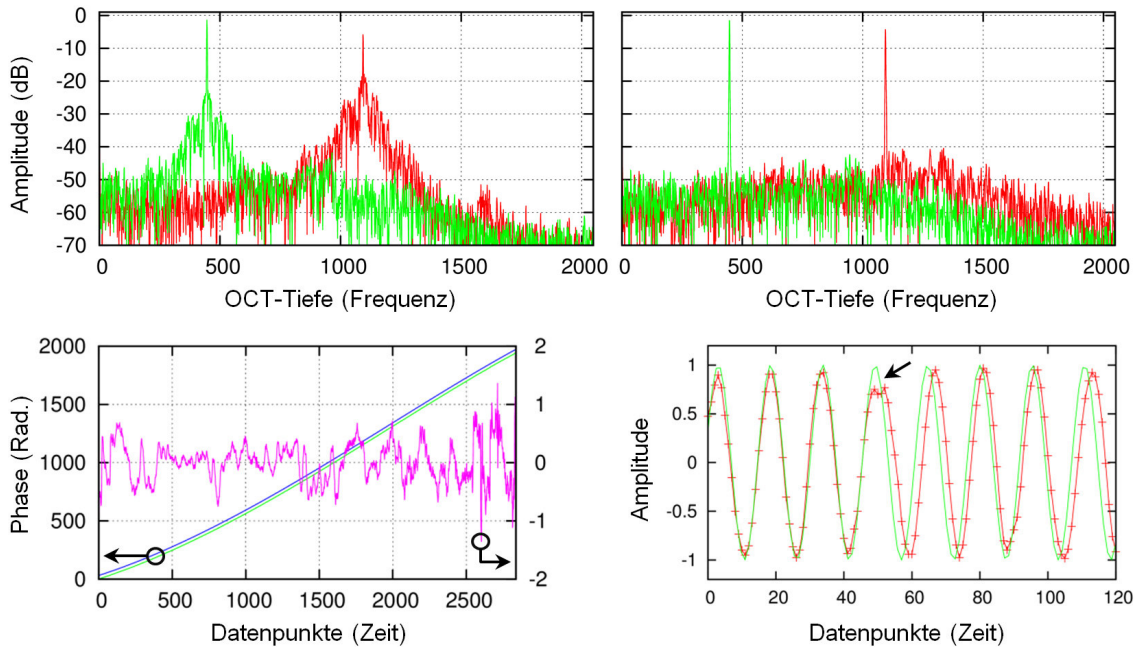 Amplitude (dB)
0
-10
-20
-30
-40
-50
-60
-70
0 500 1000 1500 2000
OCT-Tiefe (Frequenz)
0 500 1000 1500 2000
OCT-Tiefe (Frequenz)
Phase (Rad.)
2000
1500
1000
500
0
2
1
0
-1
-2
0 500 1000 1500 2000 2500
Datenpunkte (Zeit)
Amplitude
1
0.5
0
-0.5
-1
0 20 40 60 80 100 120
Datenpunkte (Zeit)